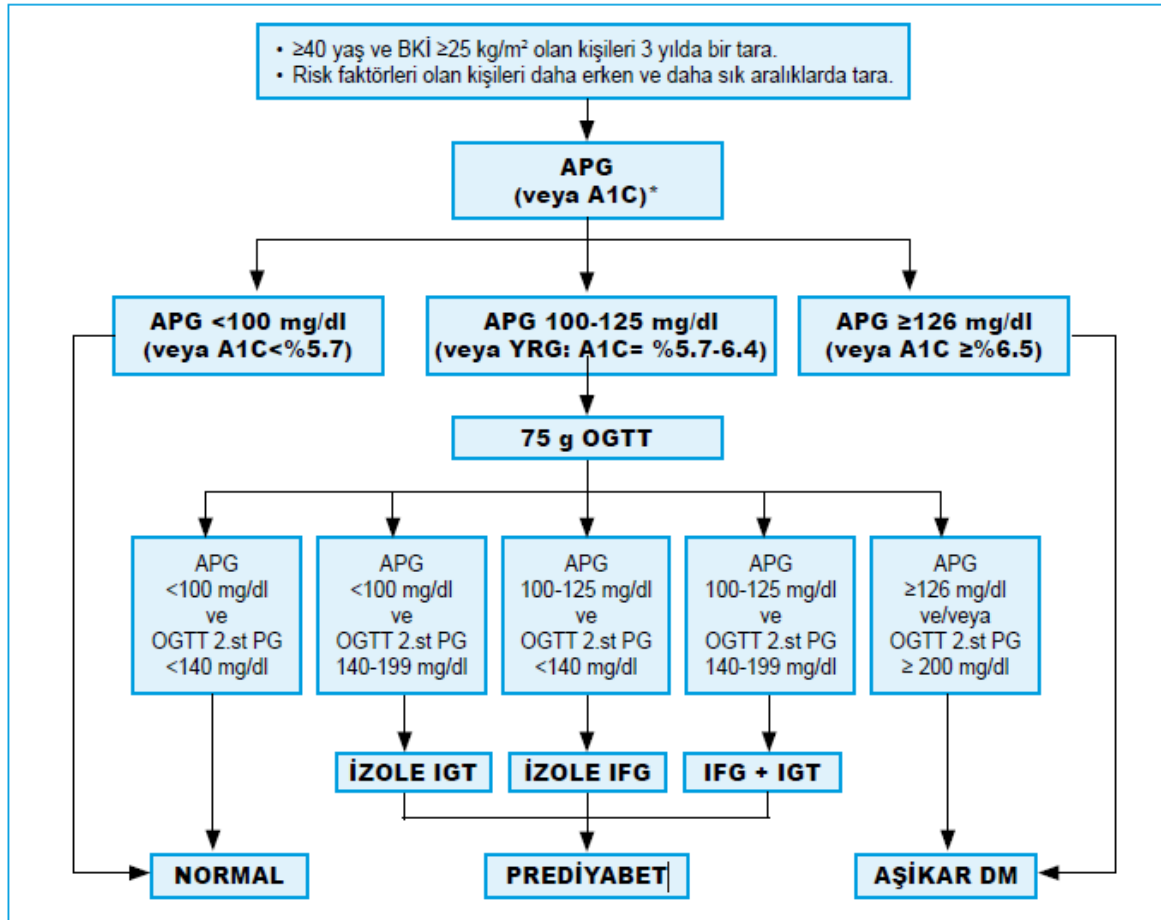 • ≥40 yaş ve BKİ ≥25 kg/m² olan kişileri 3 yılda bir tara.
• Risk faktörleri olan kişileri daha erken ve daha sık aralıklarda tara.
APG
(veya A1C)*
APG <100 mg/dl
(veya A1C<%5.7)
APG 100-125 mg/dl
(veya YRG: A1C= %5.7-6.4)
APG ≥126 mg/dl
(veya A1C ≥%6.5)
75 g OGTT
APG
<100 mg/dl
ve
OGTT 2.st PG
<140 mg/dl
APG
<100 mg/dl
ve
OGTT 2.st PG
140-199 mg/dl
APG
100-125 mg/dl
ve
OGTT 2.st PG
<140 mg/dl
APG
100-125 mg/dl
ve
OGTT 2.st PG
140-199 mg/dl
APG
≥126 mg/dl
ve/veya
OGTT 2.st PG
≥ 200 mg/dl
İZOLE IGT
İZOLE IFG
IFG + IGT
NORMAL
PREDİYABET
AŞİKAR DM